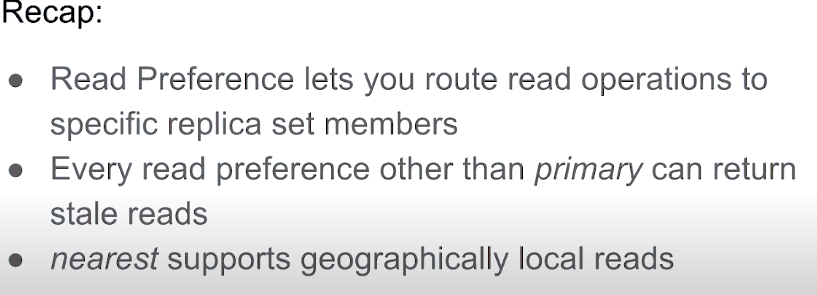 Recap:
● Read Preference lets you route read operations to
specific replica set members
● Every read preference other than primary can return
stale reads
● nearest supports geographically local reads